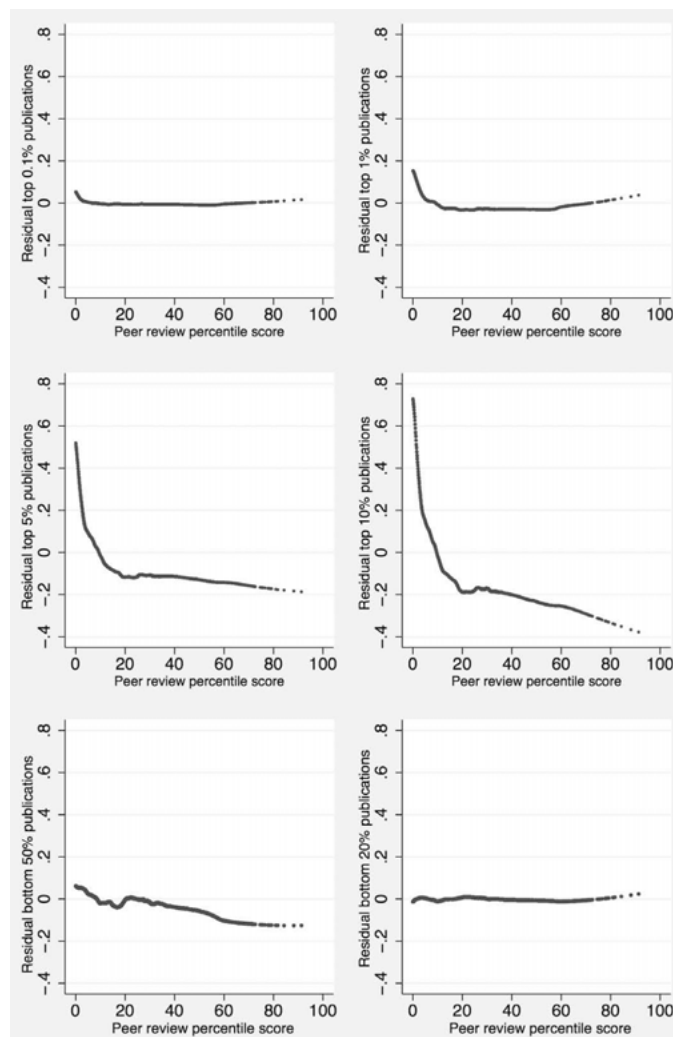 Residual top 0.1% publications
.8
.6
.4
.2
0
-.2
-.4
0 20 40 60 80 100
Peer review percentile score
Residual top 1% publications
.8
.6
.4
.2
0
-.2
-.4
0 20 40 60 80 100
Peer review percentile score
Residual top 5% publications
.8
.6
.4
.2
0
-.2
-.4
0 20 40 60 80 100
Peer review percentile score
Residual top 10% publications
.8
.6
.4
.2
0
-.2
-.4
0 20 40 60 80 100
Peer review percentile score
Residual bottom 50% publications
.8
.6
.4
.2
0
-.2
-.4
0 20 40 60 80 100
Peer review percentile score
Residual bottom 20% publications
.8
.6
.4
.2
0
-.2
-.4
0 20 40 60 80 100
Peer review percentile score